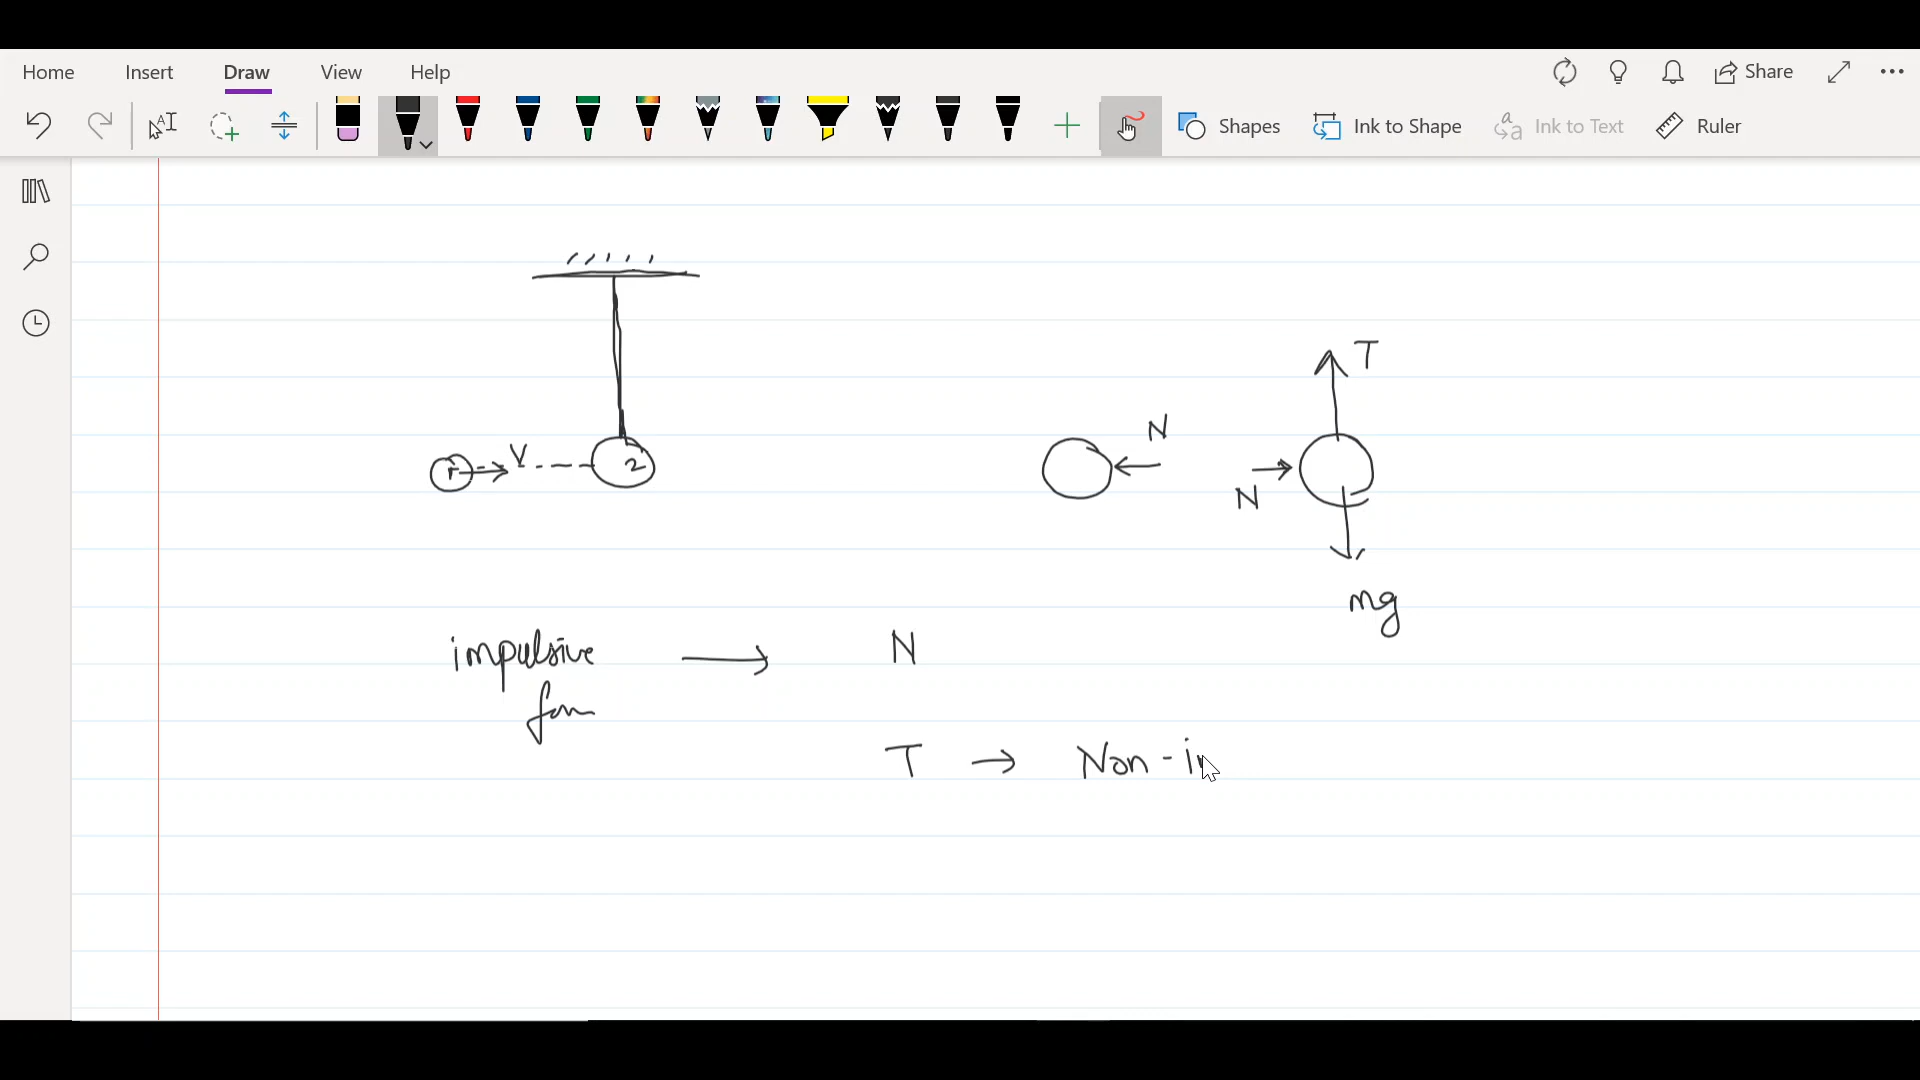 Home Insert Draw View Help Share
Shapes Ink to Shape Ink to Text Ruler
T
N
V
1 2
N
mg
impulsive → N
T → Non-i